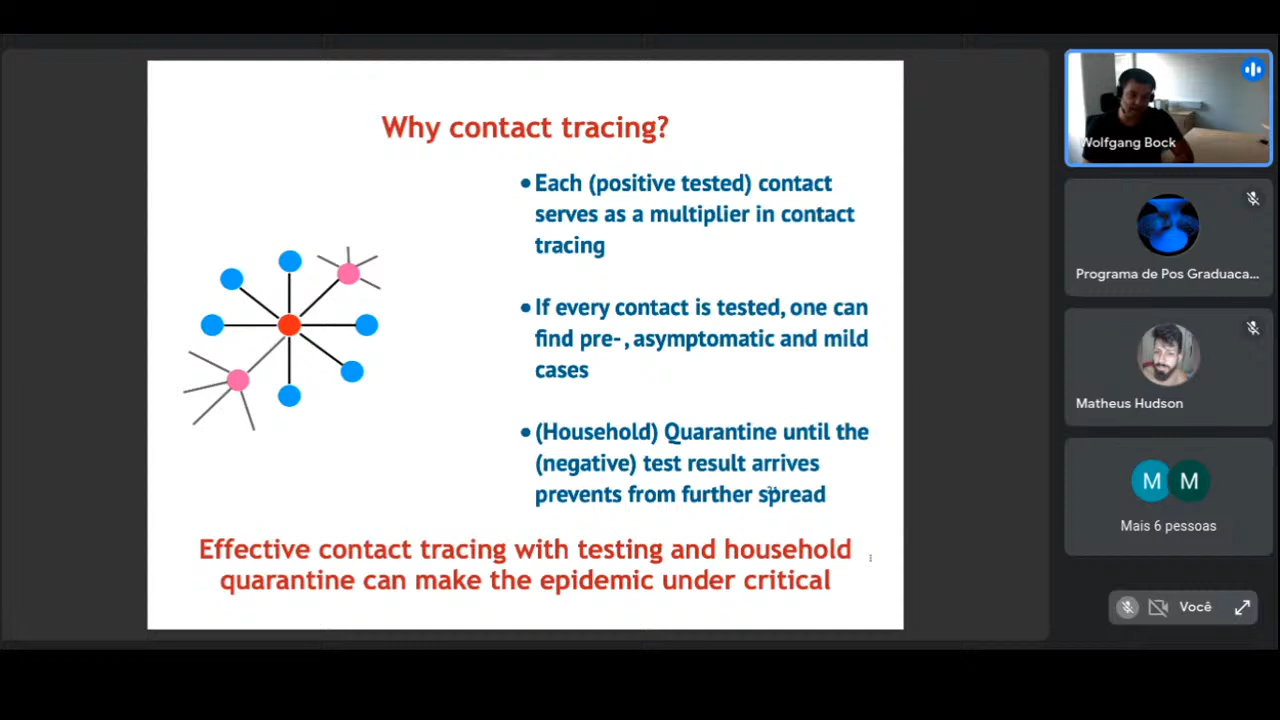 Why contact tracing?
•Each (positive tested) contact
serves as a multiplier in contact
tracing
•If every contact is tested, one can
find pre-, asymptomatic and mild
cases
•(Household) Quarantine until the
(negative) test result arrives
prevents from further spread
Effective contact tracing with testing and household
quarantine can make the epidemic under critical
Wolfgang Bock
Programa de Pos Graduaca...
Matheus Hudson
M M
Mais 6 pessoas
Você